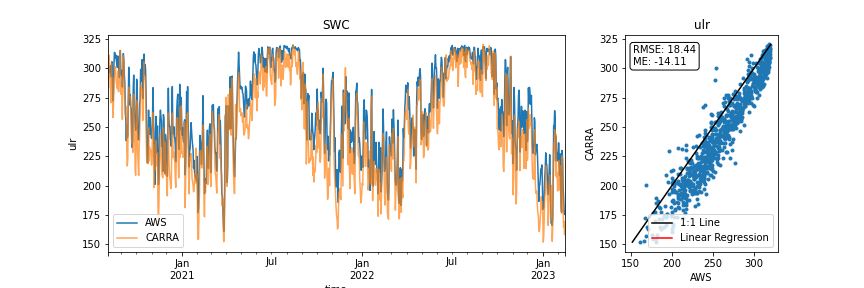 SWC
ulr
325
300
275
250
225
200
175
150
ulr
AWS
CARRA
Jan
2021
Jul
Jan
2022
Jul
Jan
2023
time
ulr
325
300
275
250
225
200
175
150
CARRA
RMSE: 18.44
ME: -14.11
1:1 Line
Linear Regression
150
200
250
300
AWS